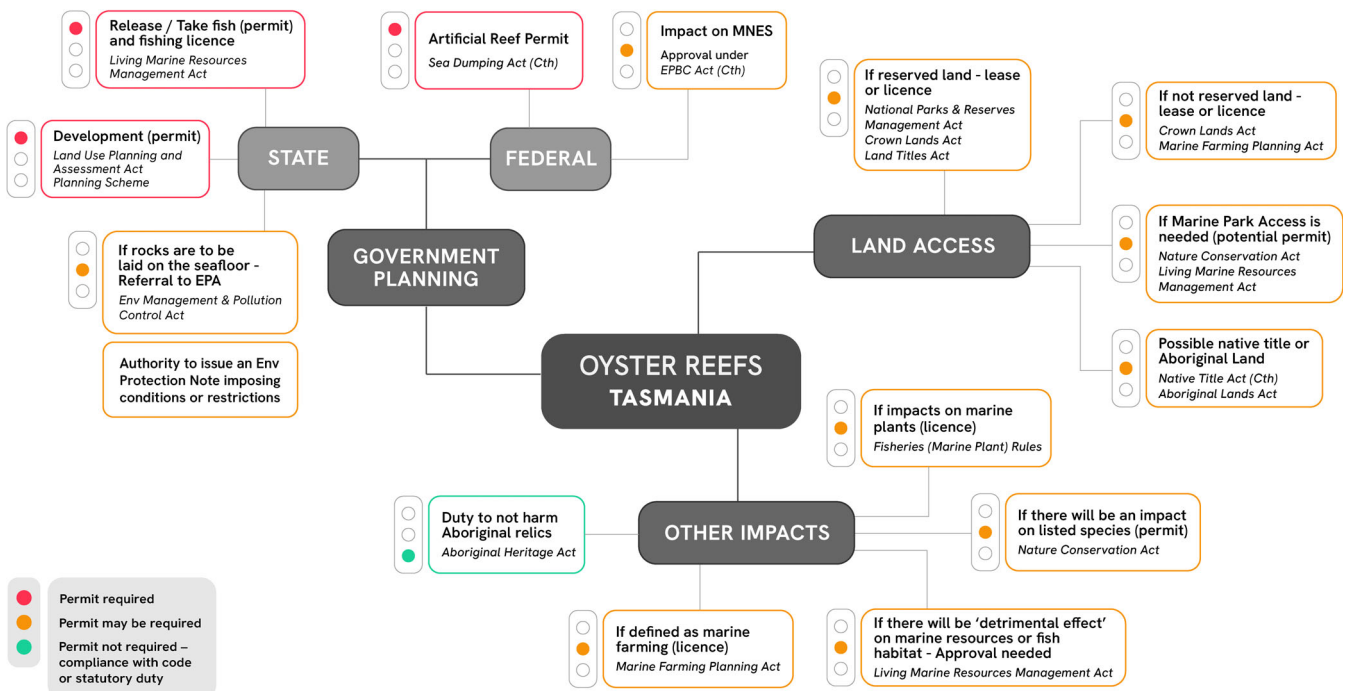 Release / Take fish (permit)
and fishing licence
Living Marine Resources
Management Act
Artificial Reef Permit
Sea Dumping Act (Cth)
Impact on MNES
Approval under
EPBC Act (Cth)
If reserved land - lease
or licence
National Parks & Reserves
Management Act
Crown Lands Act
Land Titles Act
If not reserved land -
lease or licence
Crown Lands Act
Marine Farming Planning Act
Development (permit)
Land Use Planning and
Assessment Act
Planning Scheme
STATE
FEDERAL
If rocks are to be
laid on the seafloor -
Referral to EPA
Env Management & Pollution
Control Act
GOVERNMENT
PLANNING
LAND ACCESS
If Marine Park Access is
needed (potential permit)
Nature Conservation Act
Living Marine Resources
Management Act
Authority to issue an Env
Protection Note imposing
conditions or restrictions
OYSTER REEFS
TASMANIA
Possible native title or
Aboriginal Land
Native Title Act (Cth)
Aboriginal Lands Act
If impacts on marine
plants (licence)
Fisheries (Marine Plant) Rules
Duty to not harm
Aboriginal relics
Aboriginal Heritage Act
OTHER IMPACTS
If there will be an impact
on listed species (permit)
Nature Conservation Act
If defined as marine
farming (licence)
Marine Farming Planning Act
If there will be ‘detrimental effect’
on marine resources or fish
habitat - Approval needed
Living Marine Resources Management Act
Permit required
Permit may be required
Permit not required –
compliance with code
or statutory duty